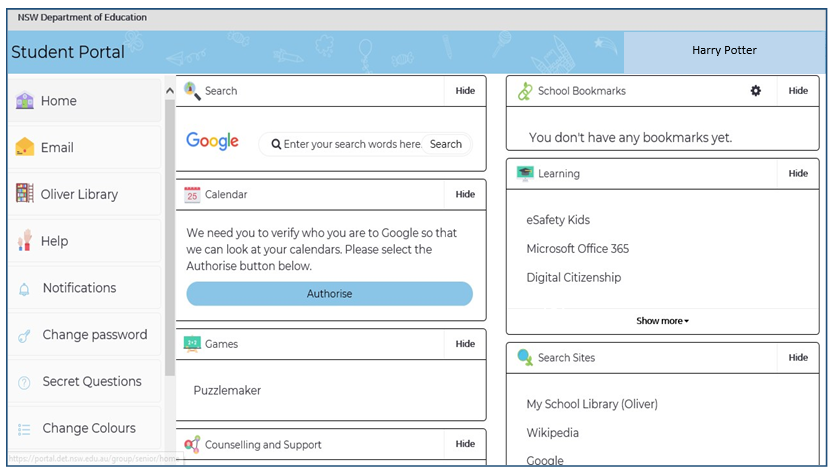 NSW Department of Education
Student Portal
Harry Potter
Home
Email
Oliver Library
Help
Notifications
Change password
Secret Questions
Change Colours
https://portal.det.nsw.edu.au/group/senior/home
Search
Hide
Google
Enter your search words here.
Search
25
Calendar
Hide
We need you to verify who you are to Google so that
we can look at your calendars. Please select the
Authorise button below.
Authorise
Games
Hide
Puzzlemaker
Counselling and Support
Hide
School Bookmarks
Hide
You don't have any bookmarks yet.
Learning
Hide
eSafety Kids
Microsoft Office 365
Digital Citizenship
Show more
Search Sites
Hide
My School Library (Oliver)
Wikipedia
Google